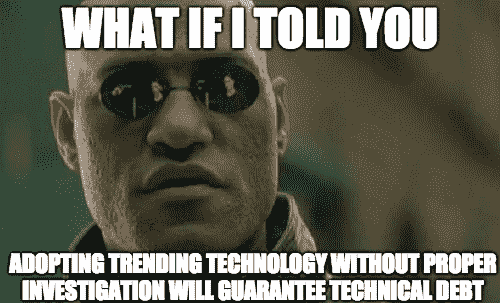 WHAT IF I TOLD YOU
ADOPTING TRENDING TECHNOLOGY WITHOUT PROPER
INVESTIGATION WILL GUARANTEE TECHNICAL DEBT